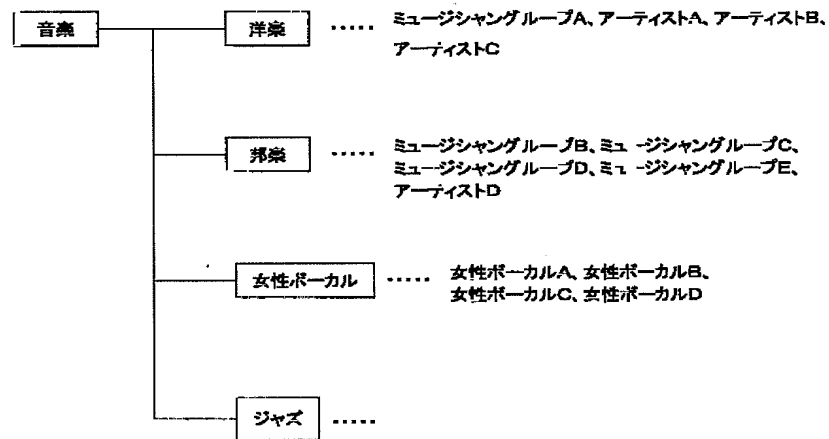 音楽
洋楽 ..... ミュージシャングループA、アーティストA、アーティストB、
アーティストC
邦楽 ..... ミュージシャングループB、ミュージシャングループC、
ミュージシャングループD、ミュージシャングループE、
アーティストD
女性ボーカル ..... 女性ボーカルA、女性ボーカルB、
女性ボーカルC、女性ボーカルD
ジャズ .....